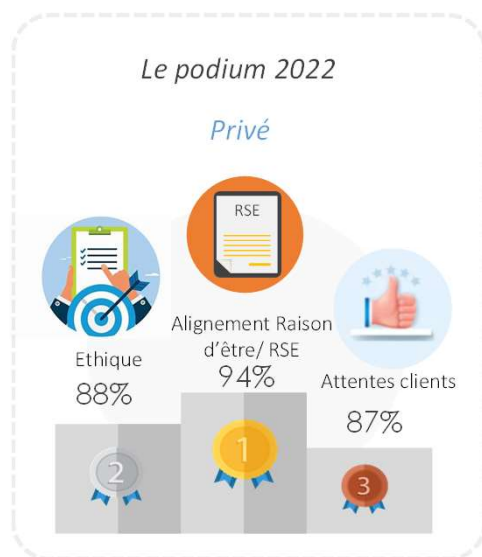 Le podium 2022
Privé
RSE
Alignement Raison
d'être/ RSE
94%
Ethique
88%
Attentes clients
87%
2
1
3